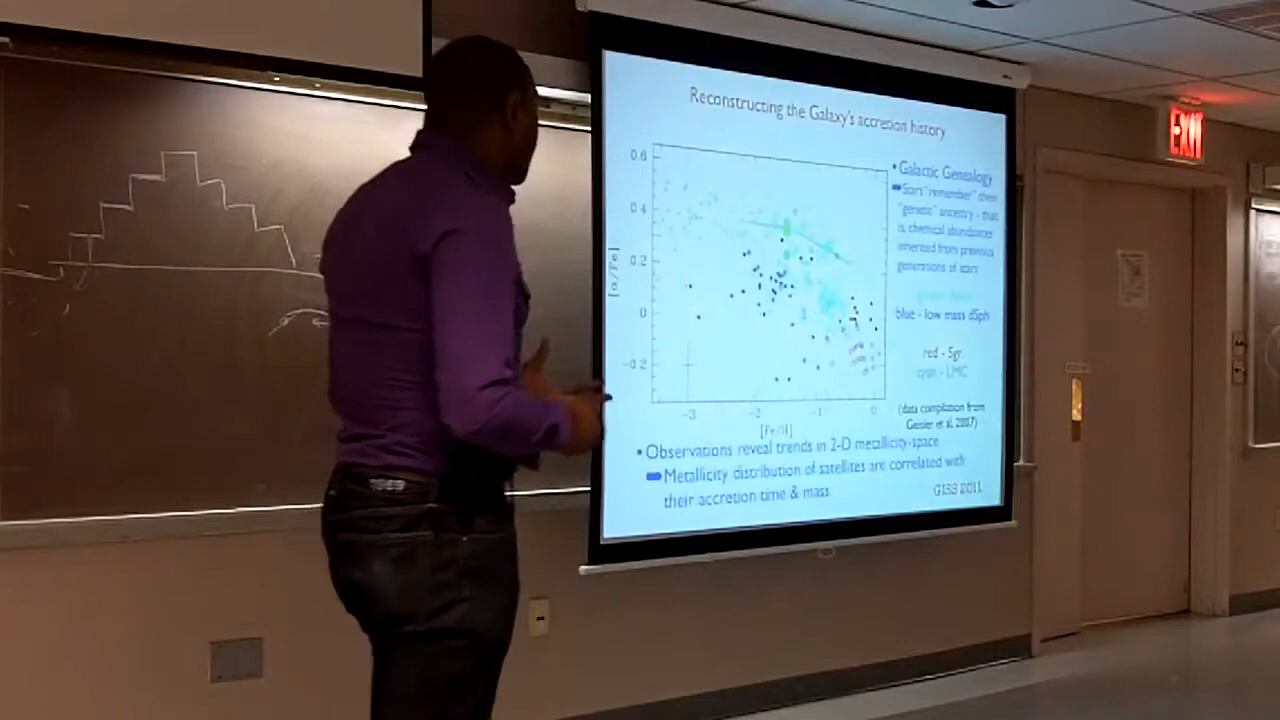 Reconstructing the Galaxy's accretion history
EXIT
0.6
0.4
0.2
0
-0.2
[α/Fe]
-3
-2
-1
0
[Fe/H]
• Galactic Genealogy
Stars "remember" their
"genetic" ancestry - that
is, chemical abundances
inherited from previous
generations of stars
blue - low mass dSph
red - Sgr
cyan - LMC
(data compilation from
Geisler et al. 2007)
• Observations reveal trends in 2-D metallicity-space
Metallicity distribution of satellites are correlated with
their accretion time & mass
GISS 2011